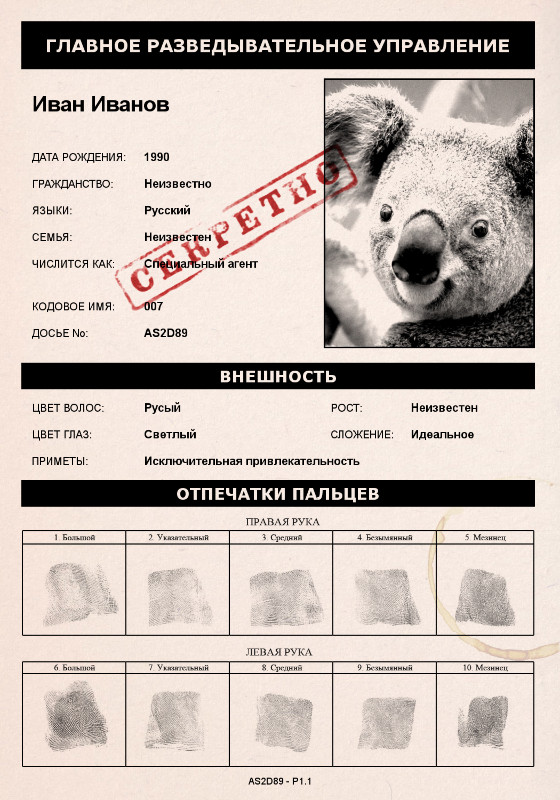 ГЛАВНОЕ РАЗВЕДЫВАТЕЛЬНОЕ УПРАВЛЕНИЕ
Иван Иванов
ДАТА РОЖДЕНИЯ: 1990
ГРАЖДАНСТВО: Неизвестно
ЯЗЫКИ: Русский
СЕМЬЯ: Неизвестен
ЧИСЛИТСЯ КАК: Специальный агент
СЕКРЕТНО
КОДОВОЕ ИМЯ: 007
ДОСЬЕ No: AS2D89
ВНЕШНОСТЬ
ЦВЕТ ВОЛОС: Русый РОСТ: Неизвестен
ЦВЕТ ГЛАЗ: Светлый СЛОЖЕНИЕ: Идеальное
ПРИМЕТЫ: Исключительная привлекательность
ОТПЕЧАТКИ ПАЛЬЦЕВ
ПРАВАЯ РУКА
1. Большой 2. Указательный 3. Средний 4. Безымянный 5. Мезинец
ЛЕВАЯ РУКА
6. Большой 7. Указательный 8. Средний 9. Безымянный 10. Мезинец
AS2D89 - P1.1